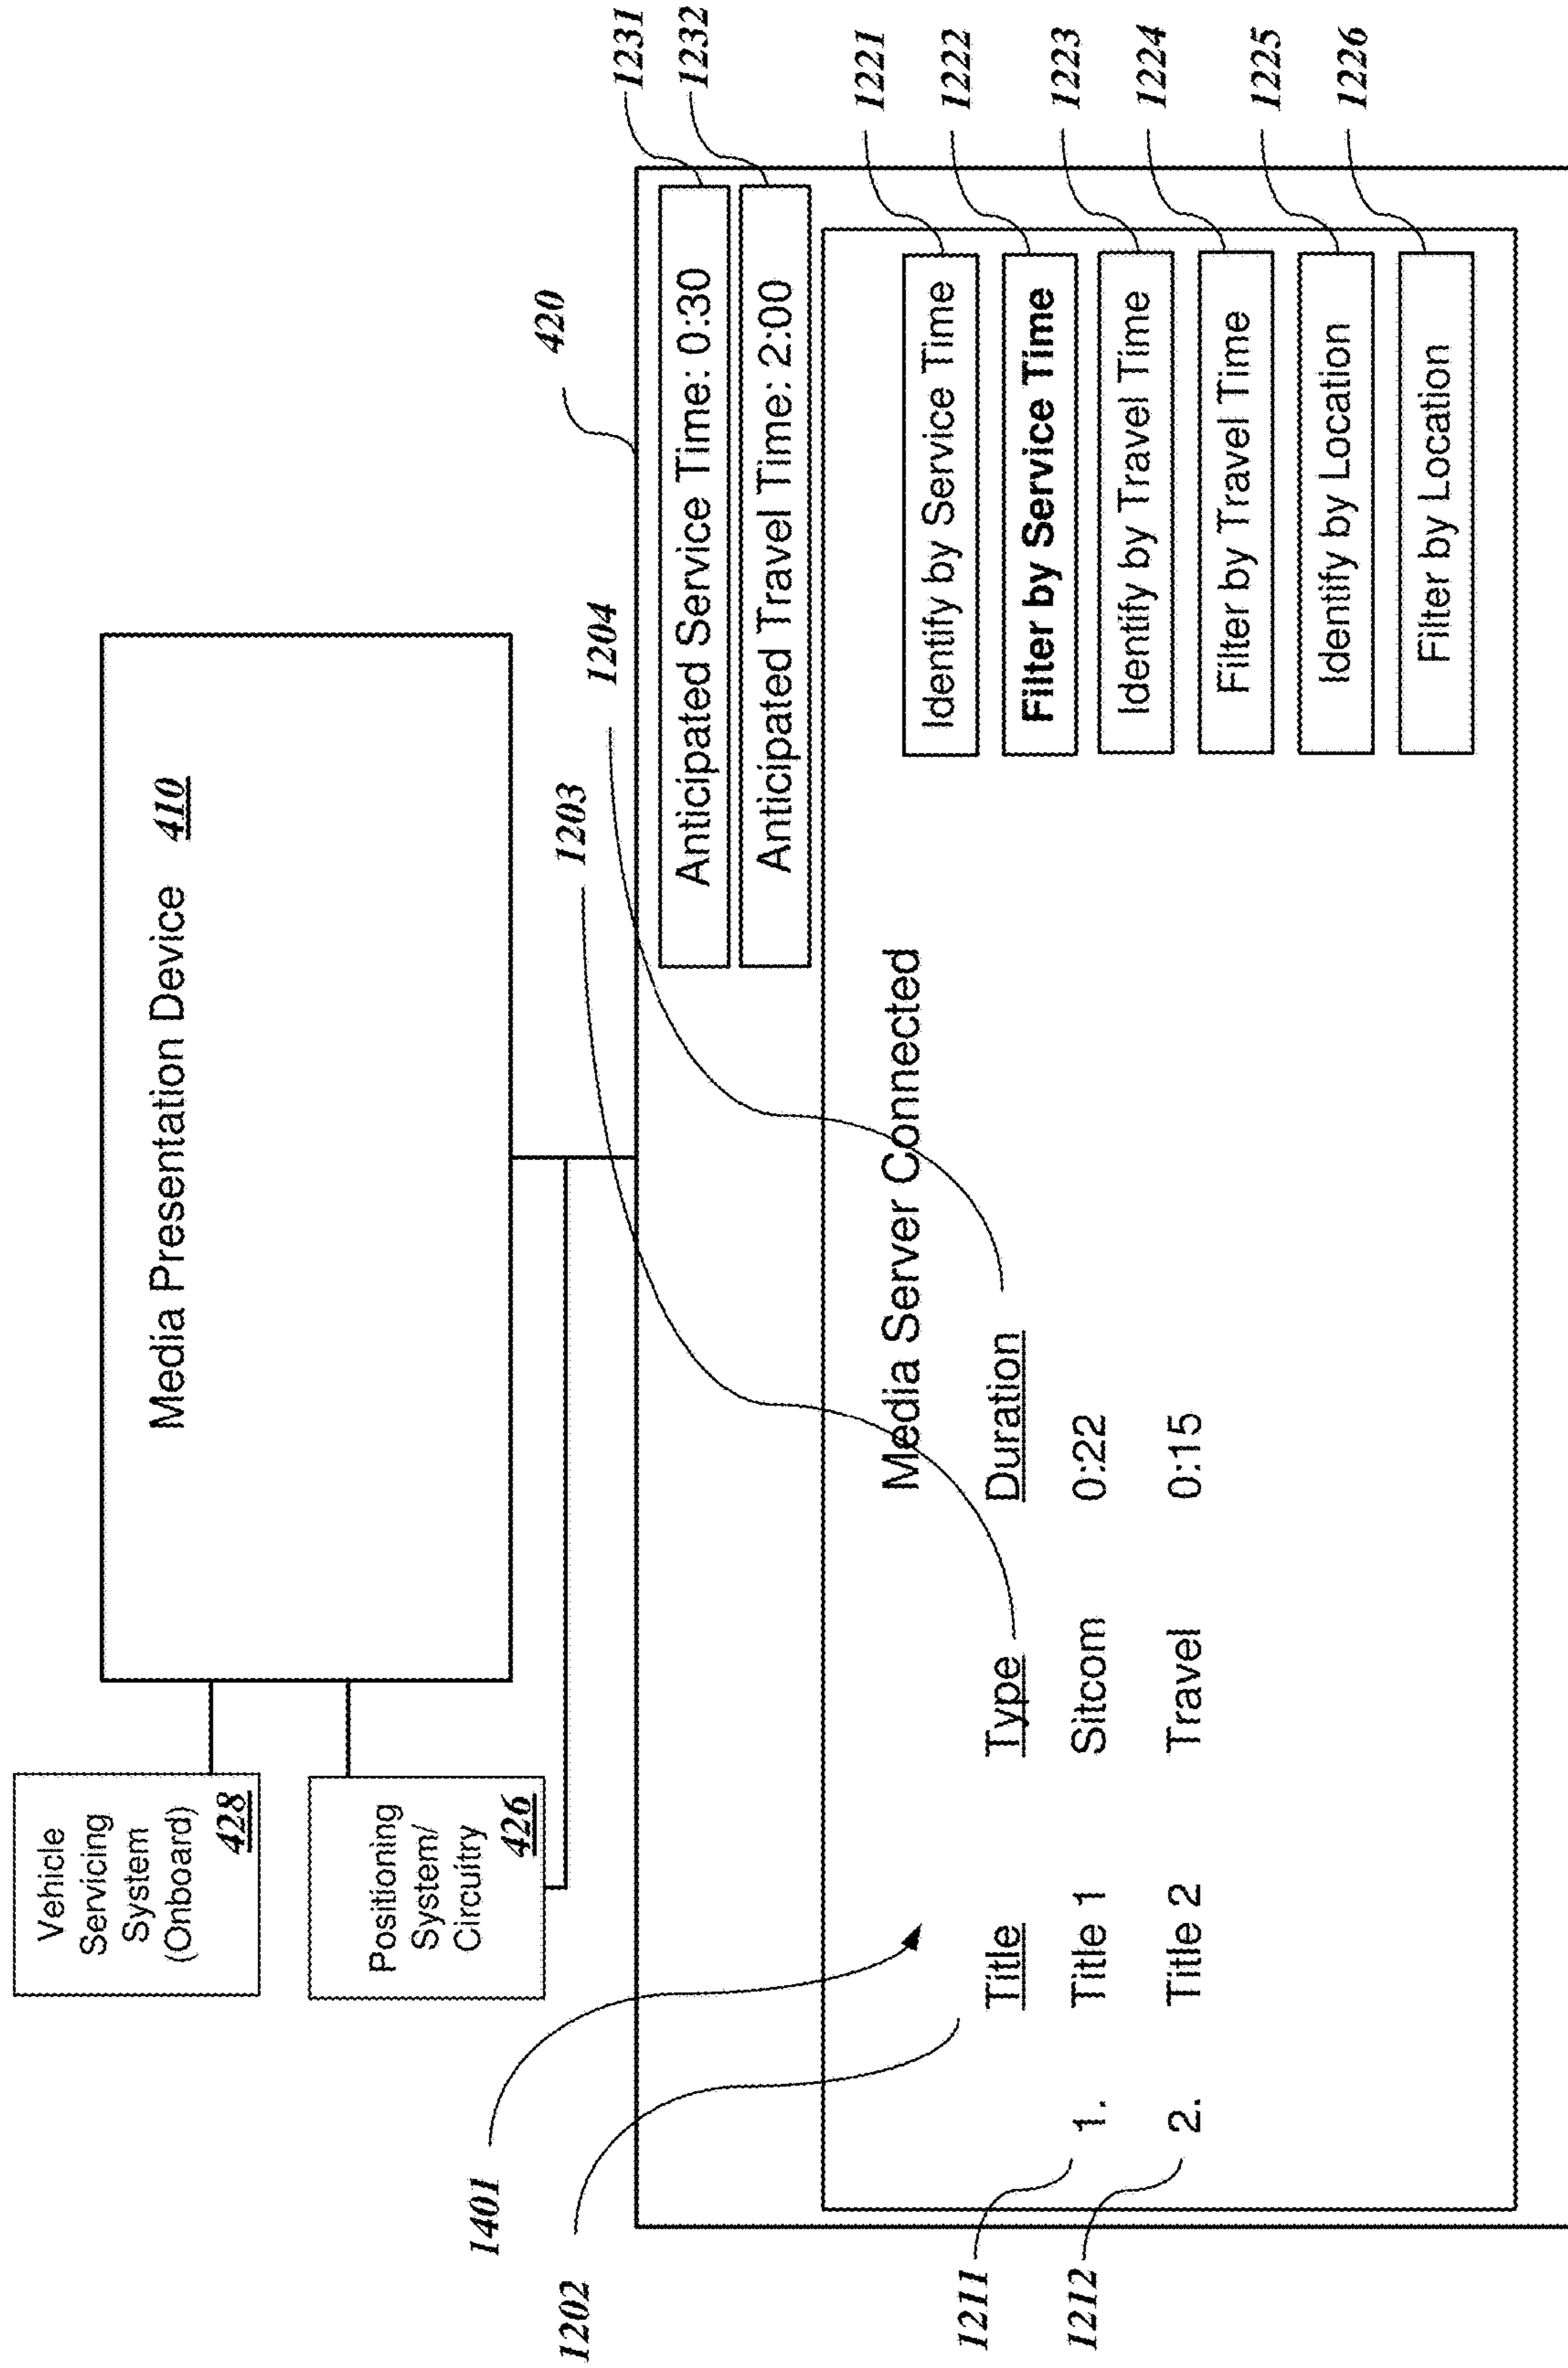 Vehicle
Servicing
System
(Onboard)
428
Positioning
System/
Circuitry
426
Media Presentation Device 410
420
1401
1202
1203
1204
Anticipated Service Time: 0:30
1231
Anticipated Travel Time: 2:00
1232
Media Server Connected
Title Type Duration
1211
1. Title 1 Sitcom 0:22
1212
2. Title 2 Travel 0:15
Identify by Service Time
1221
Filter by Service Time
1222
Identify by Travel Time
1223
Filter by Travel Time
1224
Identify by Location
1225
Filter by Location
1226